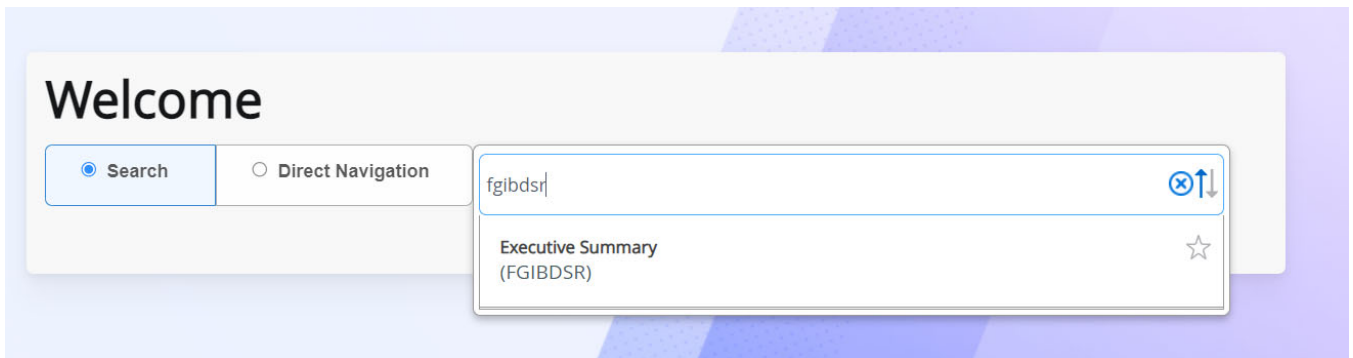 Welcome
Search
Direct Navigation
fgibdsr
Executive Summary
(FGIBDSR)